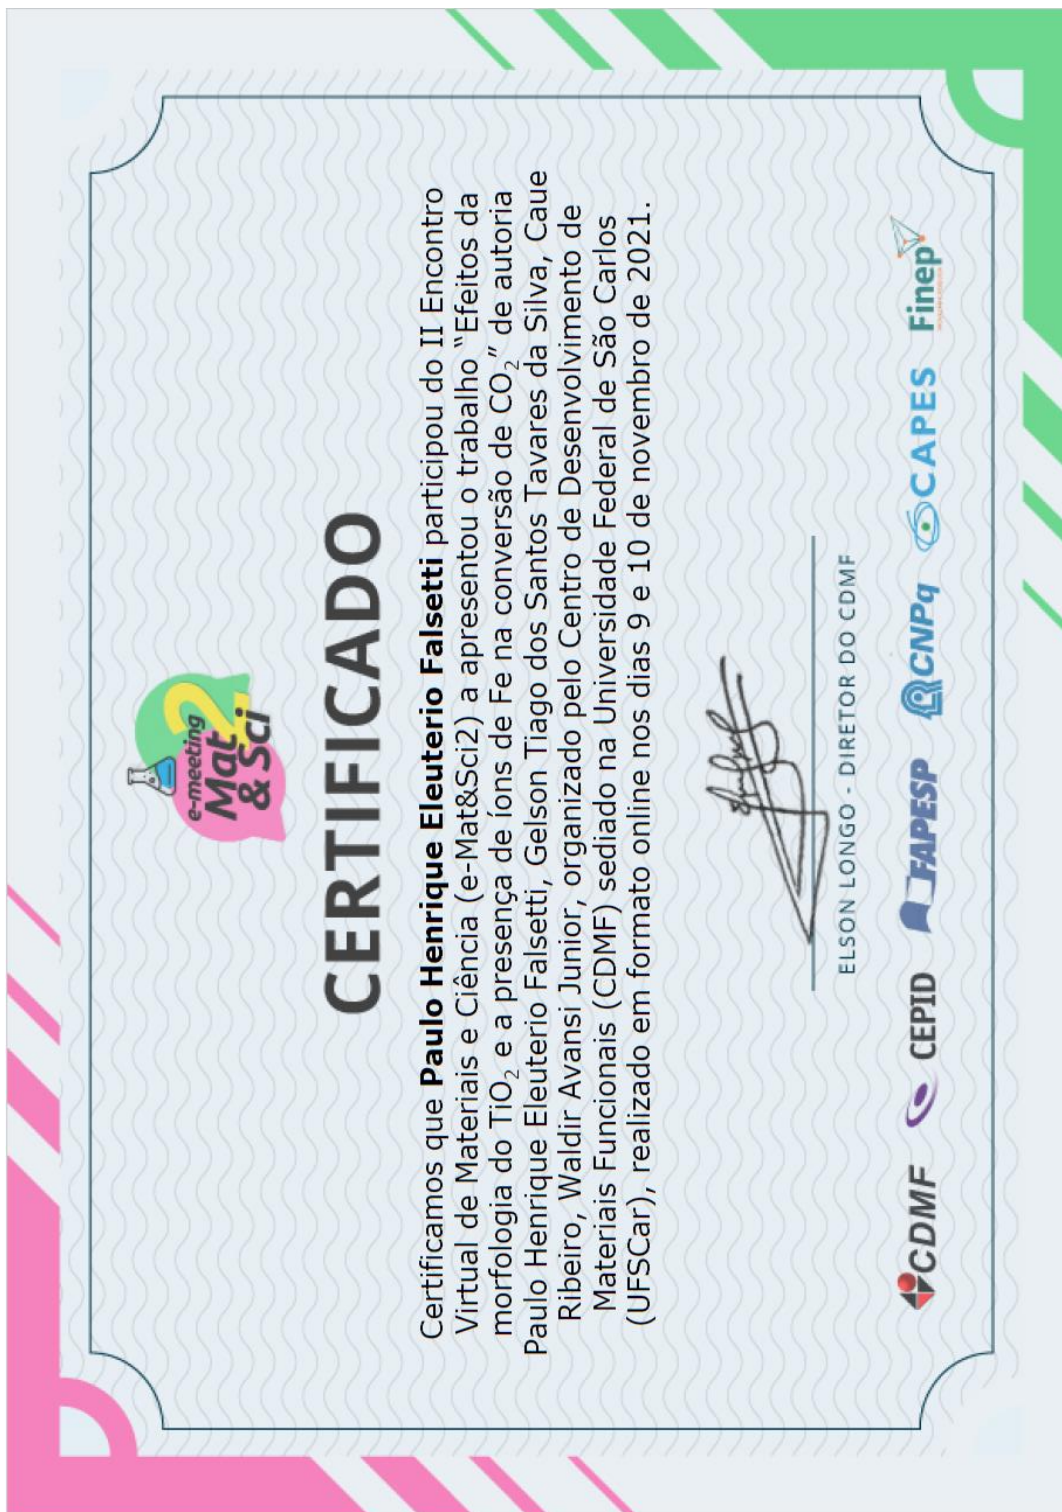 e-meeting
Mat 2
& Sci
CERTIFICADO
Certificamos que Paulo Henrique Eleuterio Falsetti participou do II Encontro
Virtual de Materiais e Ciência (e-Mat&Sci2) a apresentou o trabalho “Efeitos da
morfologia do TiO₂ e a presença de íons de Fe na conversão de CO₂” de autoria
Paulo Henrique Eleuterio Falsetti, Gelson Tiago dos Santos Tavares da Silva, Caue
Ribeiro, Waldir Avansi Junior, organizado pelo Centro de Desenvolvimento de
Materiais Funcionais (CDMF) sediado na Universidade Federal de São Carlos
(UFSCar), realizado em formato online nos dias 9 e 10 de novembro de 2021.
ELSON LONGO - DIRETOR DO CDMF
CDMF CEPID FAPESP CNPq CAPES Finep